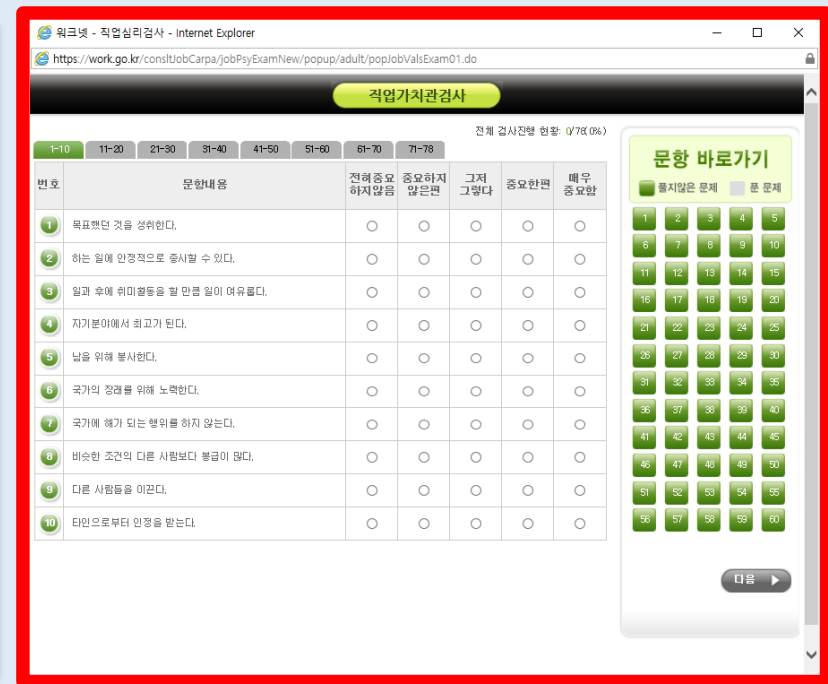 워크넷 - 직업심리검사 - Internet Explorer
https://work.go.kr/consltJobCarpa/jobPsyExamNew/popup/adult/popJobValsExam01.do
직업가치관검사
전체 검사진행 현황: 0/78(0%)
1-10 11-20 21-30 31-40 41-50 51-60 61-70 71-78
번호 문항내용 전혀중요하지않음 중요하지않은편 그저그렇다 중요한편 매우중요함
1 목표했던 것을 성취한다.
2 하는 일에 안정적으로 종사할 수 있다.
3 일과 후에 취미활동을 할 만큼 일이 여유롭다.
4 자기분야에서 최고가 된다.
5 남을 위해 봉사한다.
6 국가의 장래를 위해 노력한다.
7 국가에 해가 되는 행위를 하지 않는다.
8 비슷한 조건의 다른 사람보다 봉급이 많다.
9 다른 사람들을 이끈다.
10 타인으로부터 인정을 받는다.
문항 바로가기
풀지않은 문제 푼 문제
1 2 3 4 5
6 7 8 9 10
11 12 13 14 15
16 17 18 19 20
21 22 23 24 25
26 27 28 29 30
31 32 33 34 35
36 37 38 39 40
41 42 43 44 45
46 47 48 49 50
51 52 53 54 55
56 57 58 59 60
다음